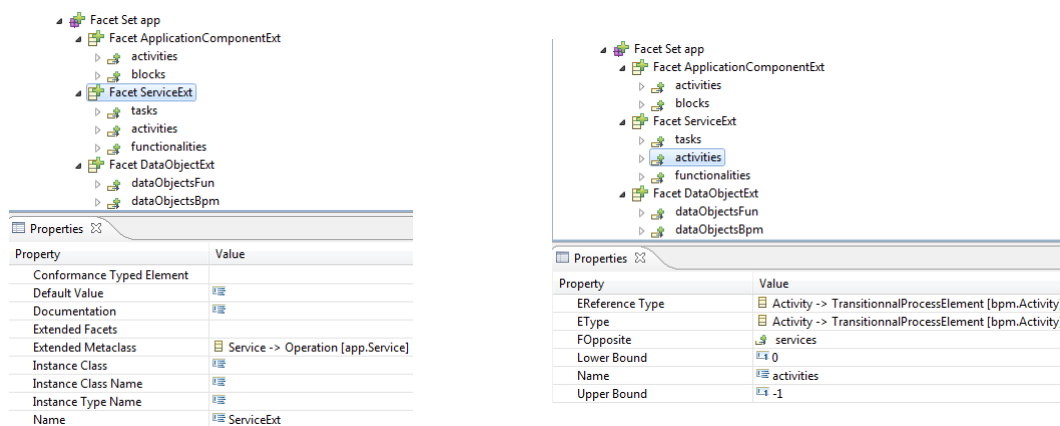 Facet Set app
Facet ApplicationComponentExt
activities
blocks
Facet ServiceExt
tasks
activities
functionalities
Facet DataObjectExt
dataObjectsFun
dataObjectsBpm
Properties
Property Value
Conformance Typed Element
Default Value
Documentation
Extended Facets
Extended Metaclass Service -> Operation [app.Service]
Instance Class
Instance Class Name
Instance Type Name
Name ServiceExt
Facet Set app
Facet ApplicationComponentExt
activities
blocks
Facet ServiceExt
tasks
activities
functionalities
Facet DataObjectExt
dataObjectsFun
dataObjectsBpm
Properties
Property Value
EReference Type Activity -> TransitionnalProcessElement [bpm.Activity
EType Activity -> TransitionnalProcessElement [bpm.Activity
FOpposite services
Lower Bound 0
Name activities
Upper Bound -1